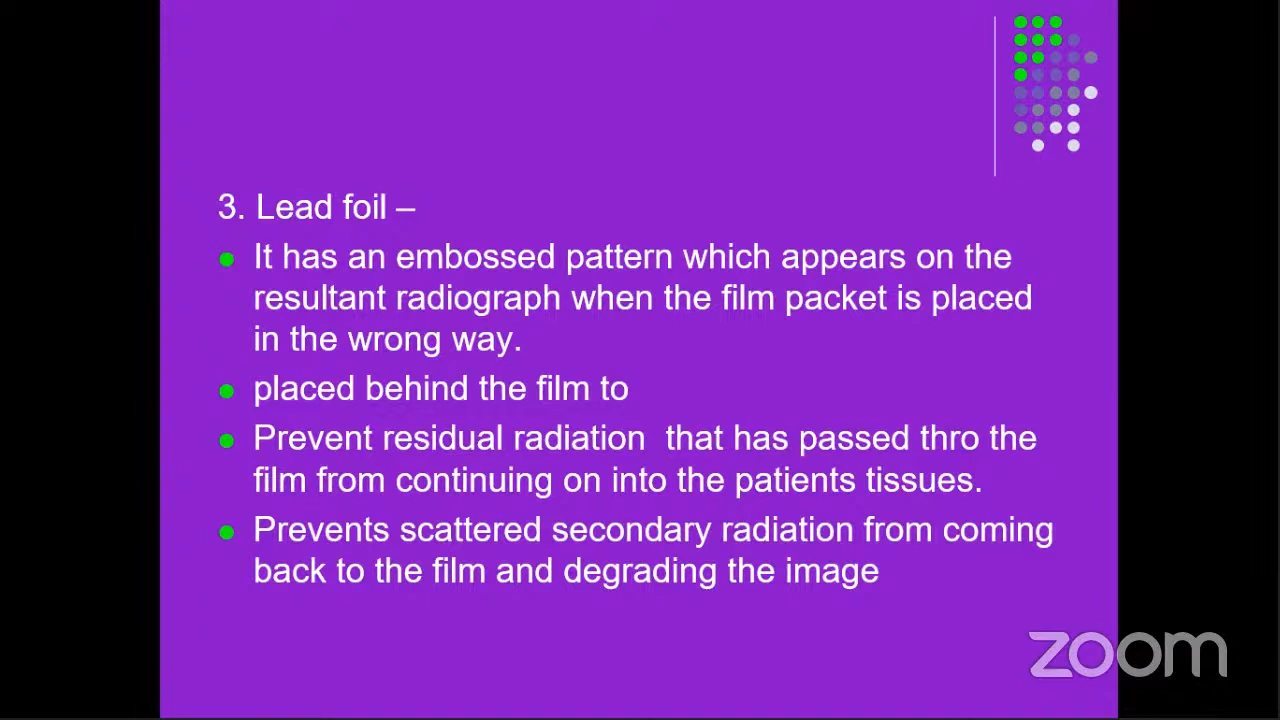 3. Lead foil –
It has an embossed pattern which appears on the
resultant radiograph when the film packet is placed
in the wrong way.
placed behind the film to
Prevent residual radiation  that has passed thro the
film from continuing on into the patients tissues.
Prevents scattered secondary radiation from coming
back to the film and degrading the image
zoom